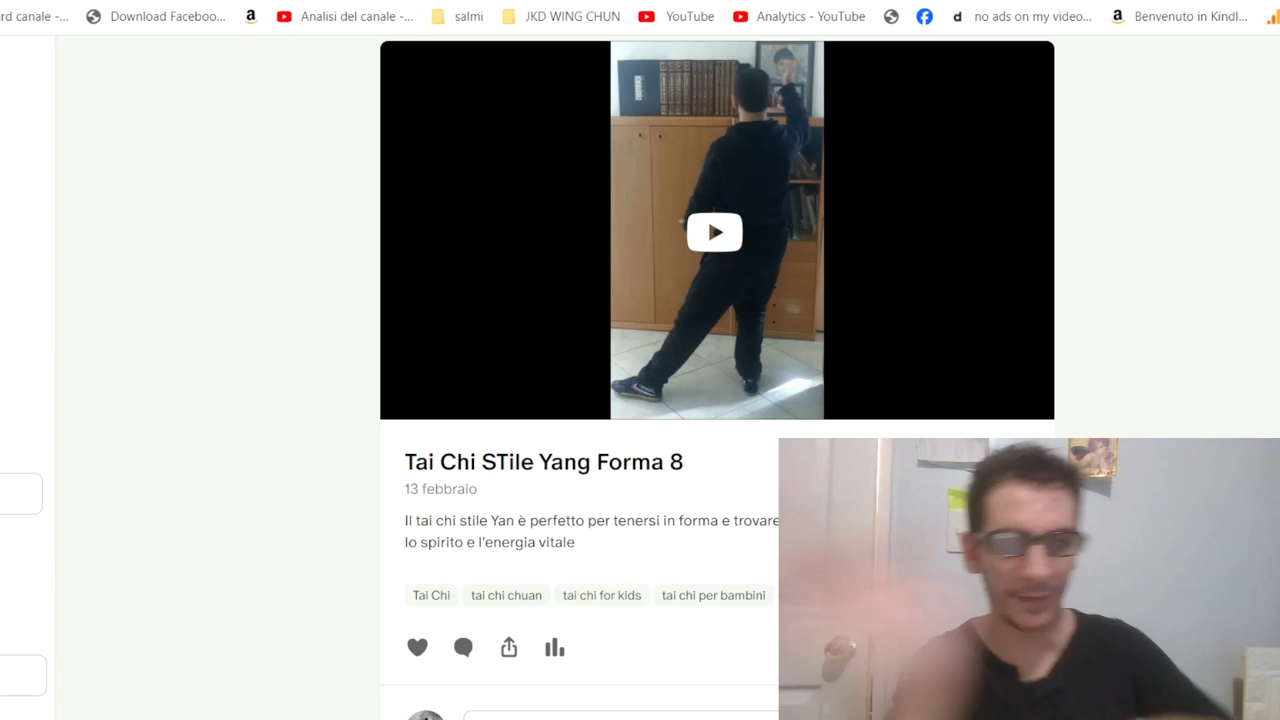 rd canale -...
Download Faceboo...
Analisi del canale -...
salmi
JKD WING CHUN
YouTube
Analytics - YouTube
no ads on my video...
Benvenuto in Kindl...
Tai Chi STile Yang Forma 8
13 febbraio
Il tai chi stile Yan è perfetto per tenersi in forma e trovare
lo spirito e l'energia vitale
Tai Chi
tai chi chuan
tai chi for kids
tai chi per bambini